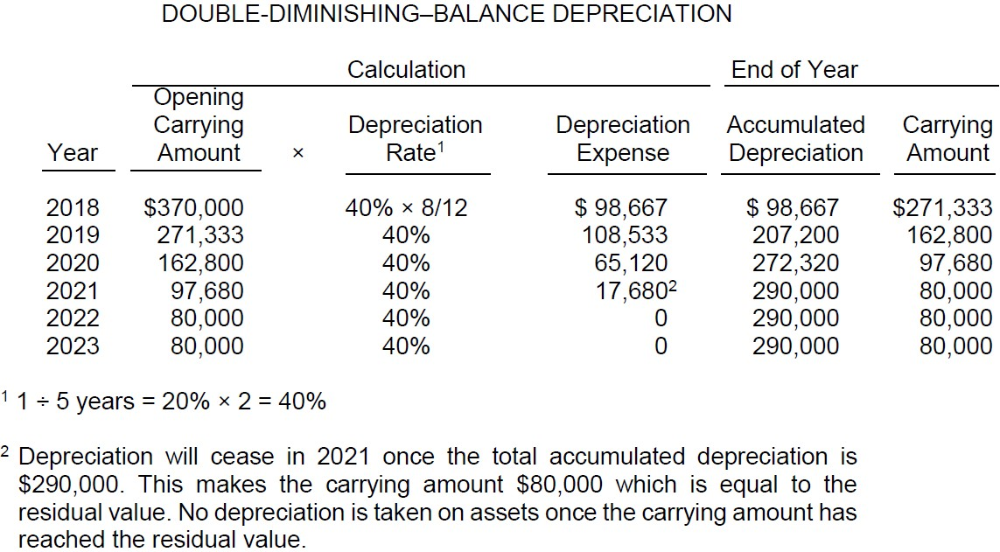 DOUBLE-DIMINISHING–BALANCE DEPRECIATION
Calculation End of Year
Opening
Carrying Depreciation Depreciation Accumulated Carrying
Year Amount × Rate¹ Expense Depreciation Amount
2018 $370,000 40% × 8/12 $ 98,667 $ 98,667 $271,333
2019 271,333 40% 108,533 207,200 162,800
2020 162,800 40% 65,120 272,320 97,680
2021 97,680 40% 17,680² 290,000 80,000
2022 80,000 40% 0 290,000 80,000
2023 80,000 40% 0 290,000 80,000
¹ 1 ÷ 5 years = 20% × 2 = 40%
² Depreciation will cease in 2021 once the total accumulated depreciation is
$290,000. This makes the carrying amount $80,000 which is equal to the
residual value. No depreciation is taken on assets once the carrying amount has
reached the residual value.